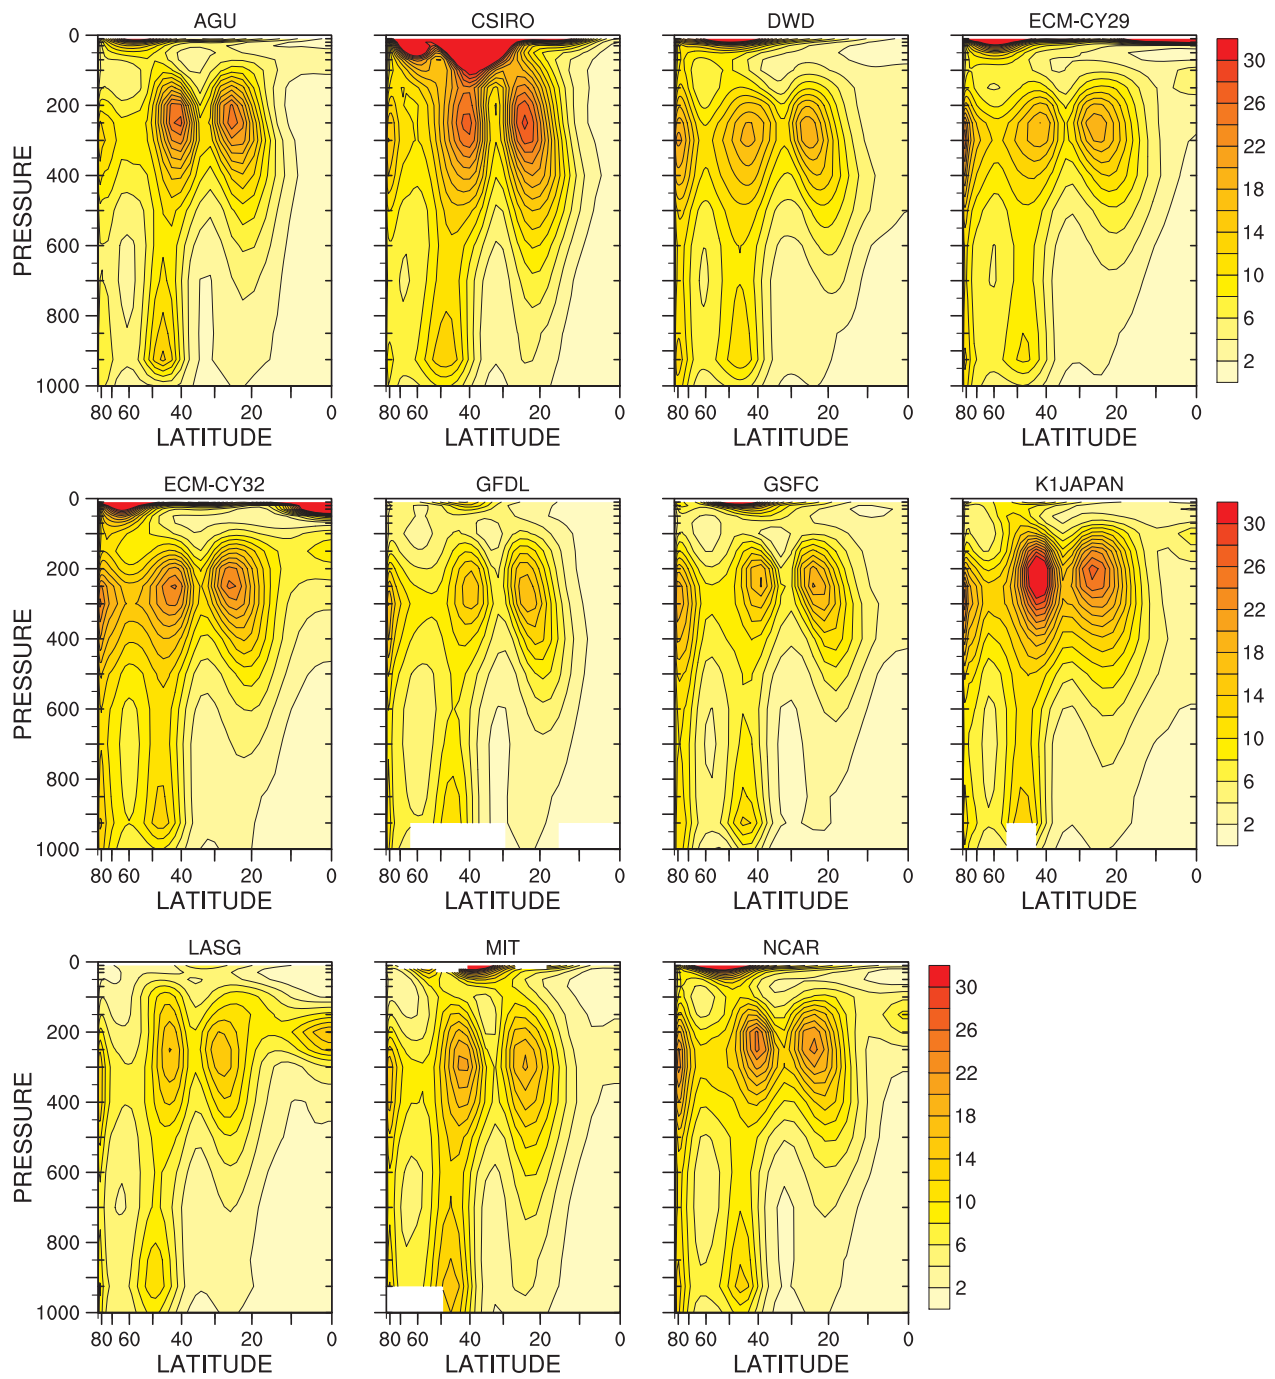 AGU CSIRO DWD ECM-CY29
PRESSURE
0 200 400 600 800 1000
80 60 40 20 0 80 60 40 20 0 80 60 40 20 0 80 60 40 20 0
LATITUDE LATITUDE LATITUDE LATITUDE
30 26 22 18 14 10 6 2
ECM-CY32 GFDL GSFC K1JAPAN
PRESSURE
0 200 400 600 800 1000
80 60 40 20 0 80 60 40 20 0 80 60 40 20 0 80 60 40 20 0
LATITUDE LATITUDE LATITUDE LATITUDE
30 26 22 18 14 10 6 2
LASG MIT NCAR
PRESSURE
0 200 400 600 800 1000
80 60 40 20 0 80 60 40 20 0 80 60 40 20 0
LATITUDE LATITUDE LATITUDE
30 26 22 18 14 10 6 2